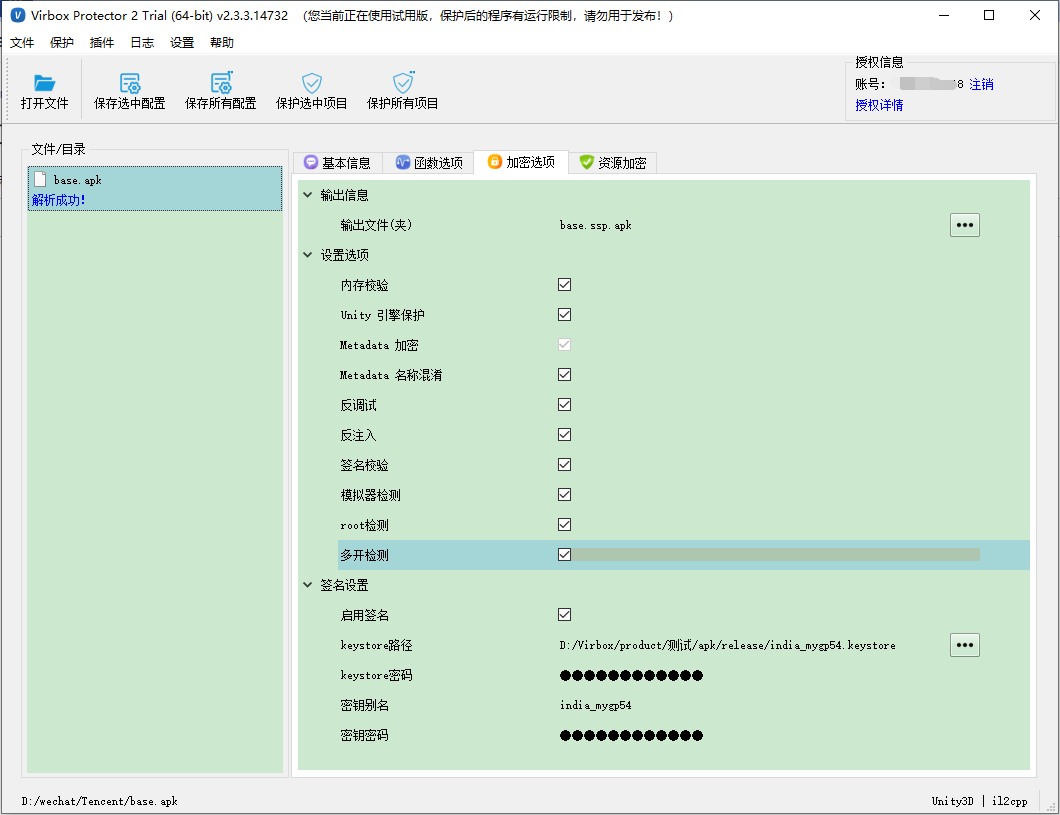 Virbox Protector 2 Trial (64-bit) v2.3.3.14732 （您当前正在使用试用版，保护后的程序有运行限制，请勿用于发布！）
文件 保护 插件 日志 设置 帮助
打开文件 保存选中配置 保存所有配置 保护选中项目 保护所有项目
授权信息
账号： 8 注销
授权详情
文件/目录
base.apk
解析成功!
基本信息 函数选项 加密选项 资源加密
输出信息
输出文件(夹) base.ssp.apk
设置选项
内存校验
Unity 引擎保护
Metadata 加密
Metadata 名称混淆
反调试
反注入
签名校验
模拟器检测
root检测
多开检测
签名设置
启用签名
keystore路径 D:/Virbox/product/测试/apk/release/india_mygp54.keystore
keystore密码 ●●●●●●●●●●●●
密钥别名 india_mygp54
密钥密码 ●●●●●●●●●●●●
D:/wechat/Tencent/base.apk Unity3D | il2cpp